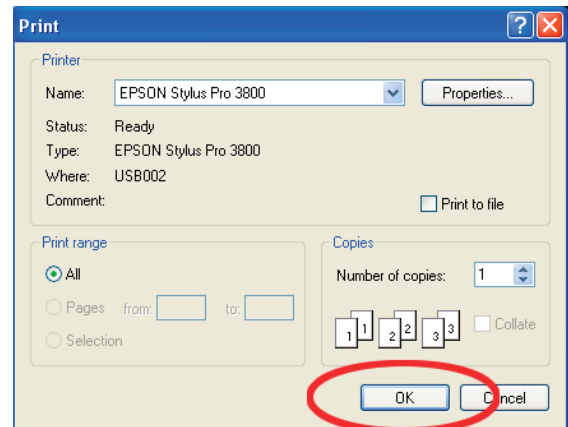 Print
Printer
Name: EPSON Stylus Pro 3800 Properties...
Status: Ready
Type: EPSON Stylus Pro 3800
Where: USB002
Comment: Print to file
Print range
All
Pages from: to:
Selection
Copies
Number of copies: 1
1 1 2 2 3 3 Collate
OK Cancel